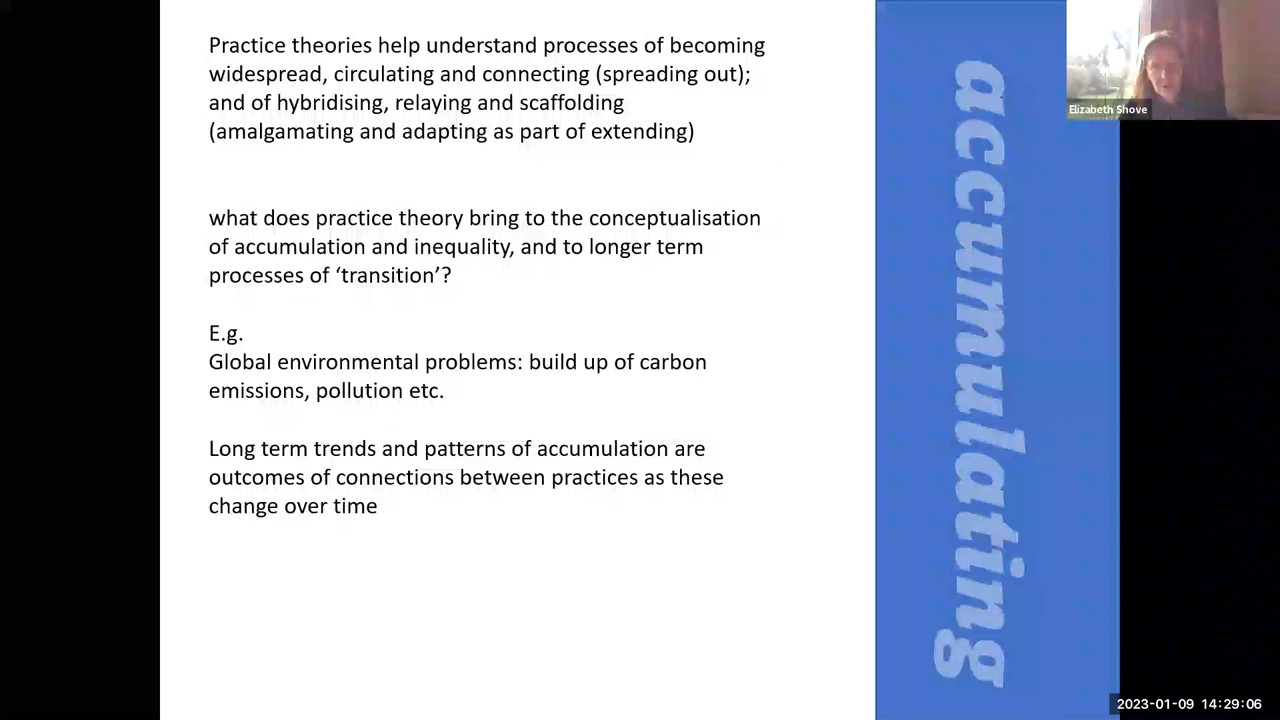 Practice theories help understand processes of becoming
widespread, circulating and connecting (spreading out);
and of hybridising, relaying and scaffolding
(amalgamating and adapting as part of extending)
what does practice theory bring to the conceptualisation
of accumulation and inequality, and to longer term
processes of ‘transition’?
E.g.
Global environmental problems: build up of carbon
emissions, pollution etc.
Long term trends and patterns of accumulation are
outcomes of connections between practices as these
change over time
accumulating
Elizabeth Shove
2023-01-09 14:29:06